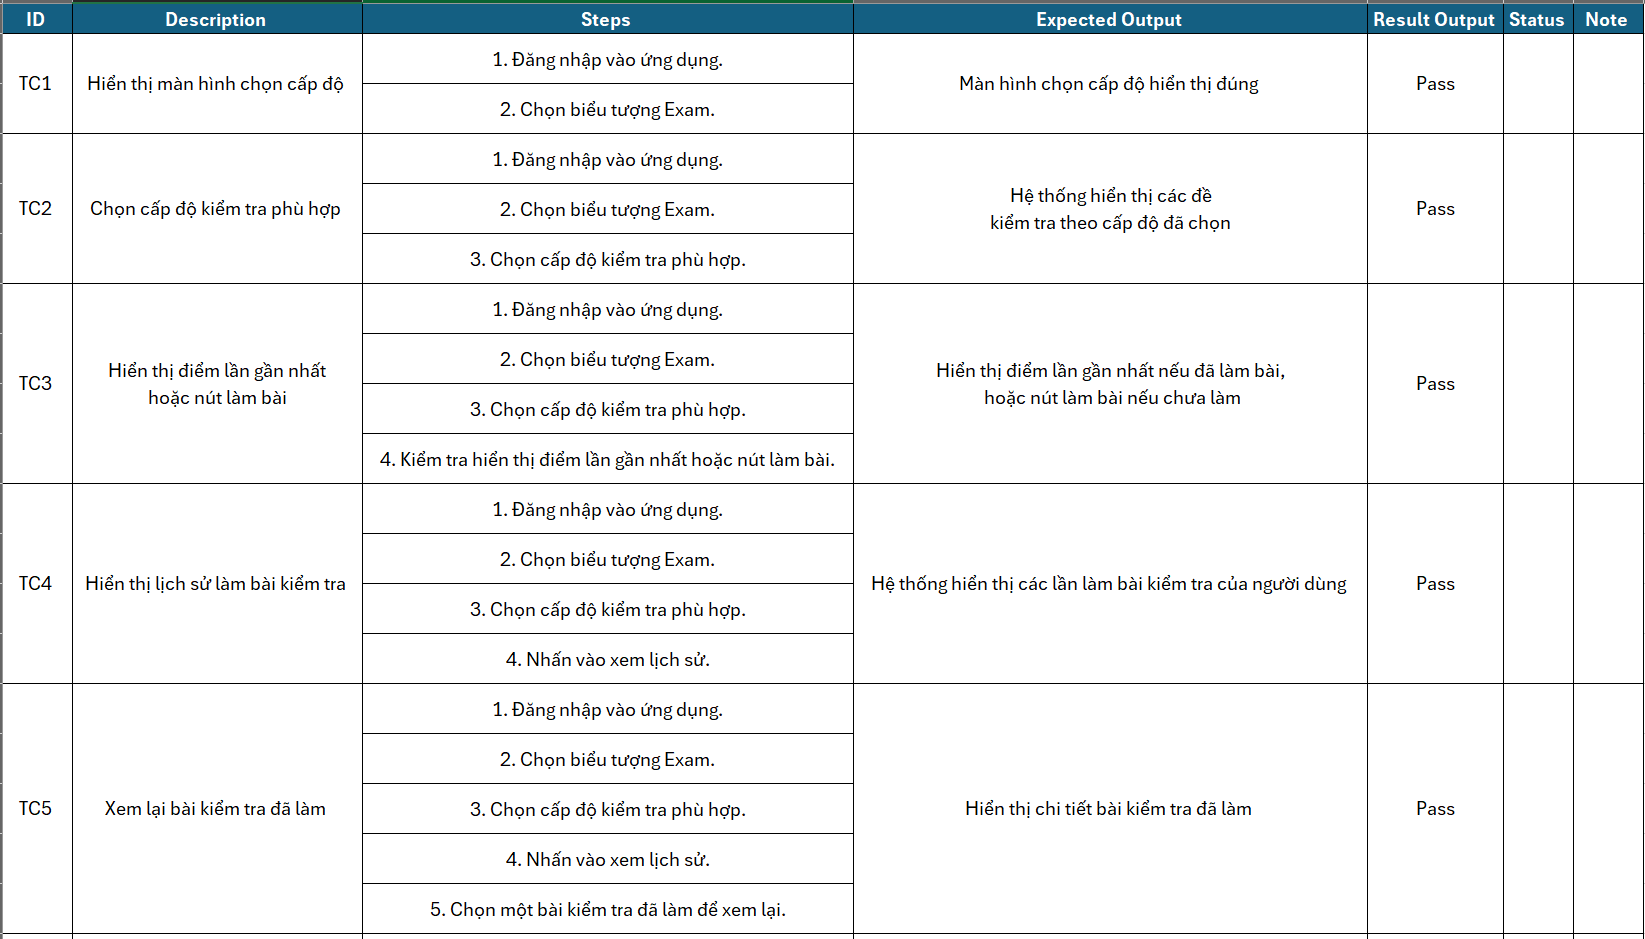 ID Description Steps Expected Output Result Output Status Note
TC1 Hiển thị màn hình chọn cấp độ
1. Đăng nhập vào ứng dụng.
2. Chọn biểu tượng Exam.
Màn hình chọn cấp độ hiển thị đúng
Pass
TC2 Chọn cấp độ kiểm tra phù hợp
1. Đăng nhập vào ứng dụng.
2. Chọn biểu tượng Exam.
3. Chọn cấp độ kiểm tra phù hợp.
Hệ thống hiển thị các đề
kiểm tra theo cấp độ đã chọn
Pass
TC3
Hiển thị điểm lần gần nhất
hoặc nút làm bài
1. Đăng nhập vào ứng dụng.
2. Chọn biểu tượng Exam.
3. Chọn cấp độ kiểm tra phù hợp.
4. Kiểm tra hiển thị điểm lần gần nhất hoặc nút làm bài.
Hiển thị điểm lần gần nhất nếu đã làm bài,
hoặc nút làm bài nếu chưa làm
Pass
TC4 Hiển thị lịch sử làm bài kiểm tra
1. Đăng nhập vào ứng dụng.
2. Chọn biểu tượng Exam.
3. Chọn cấp độ kiểm tra phù hợp.
4. Nhấn vào xem lịch sử.
Hệ thống hiển thị các lần làm bài kiểm tra của người dùng
Pass
TC5 Xem lại bài kiểm tra đã làm
1. Đăng nhập vào ứng dụng.
2. Chọn biểu tượng Exam.
3. Chọn cấp độ kiểm tra phù hợp.
4. Nhấn vào xem lịch sử.
5. Chọn một bài kiểm tra đã làm để xem lại.
Hiển thị chi tiết bài kiểm tra đã làm
Pass